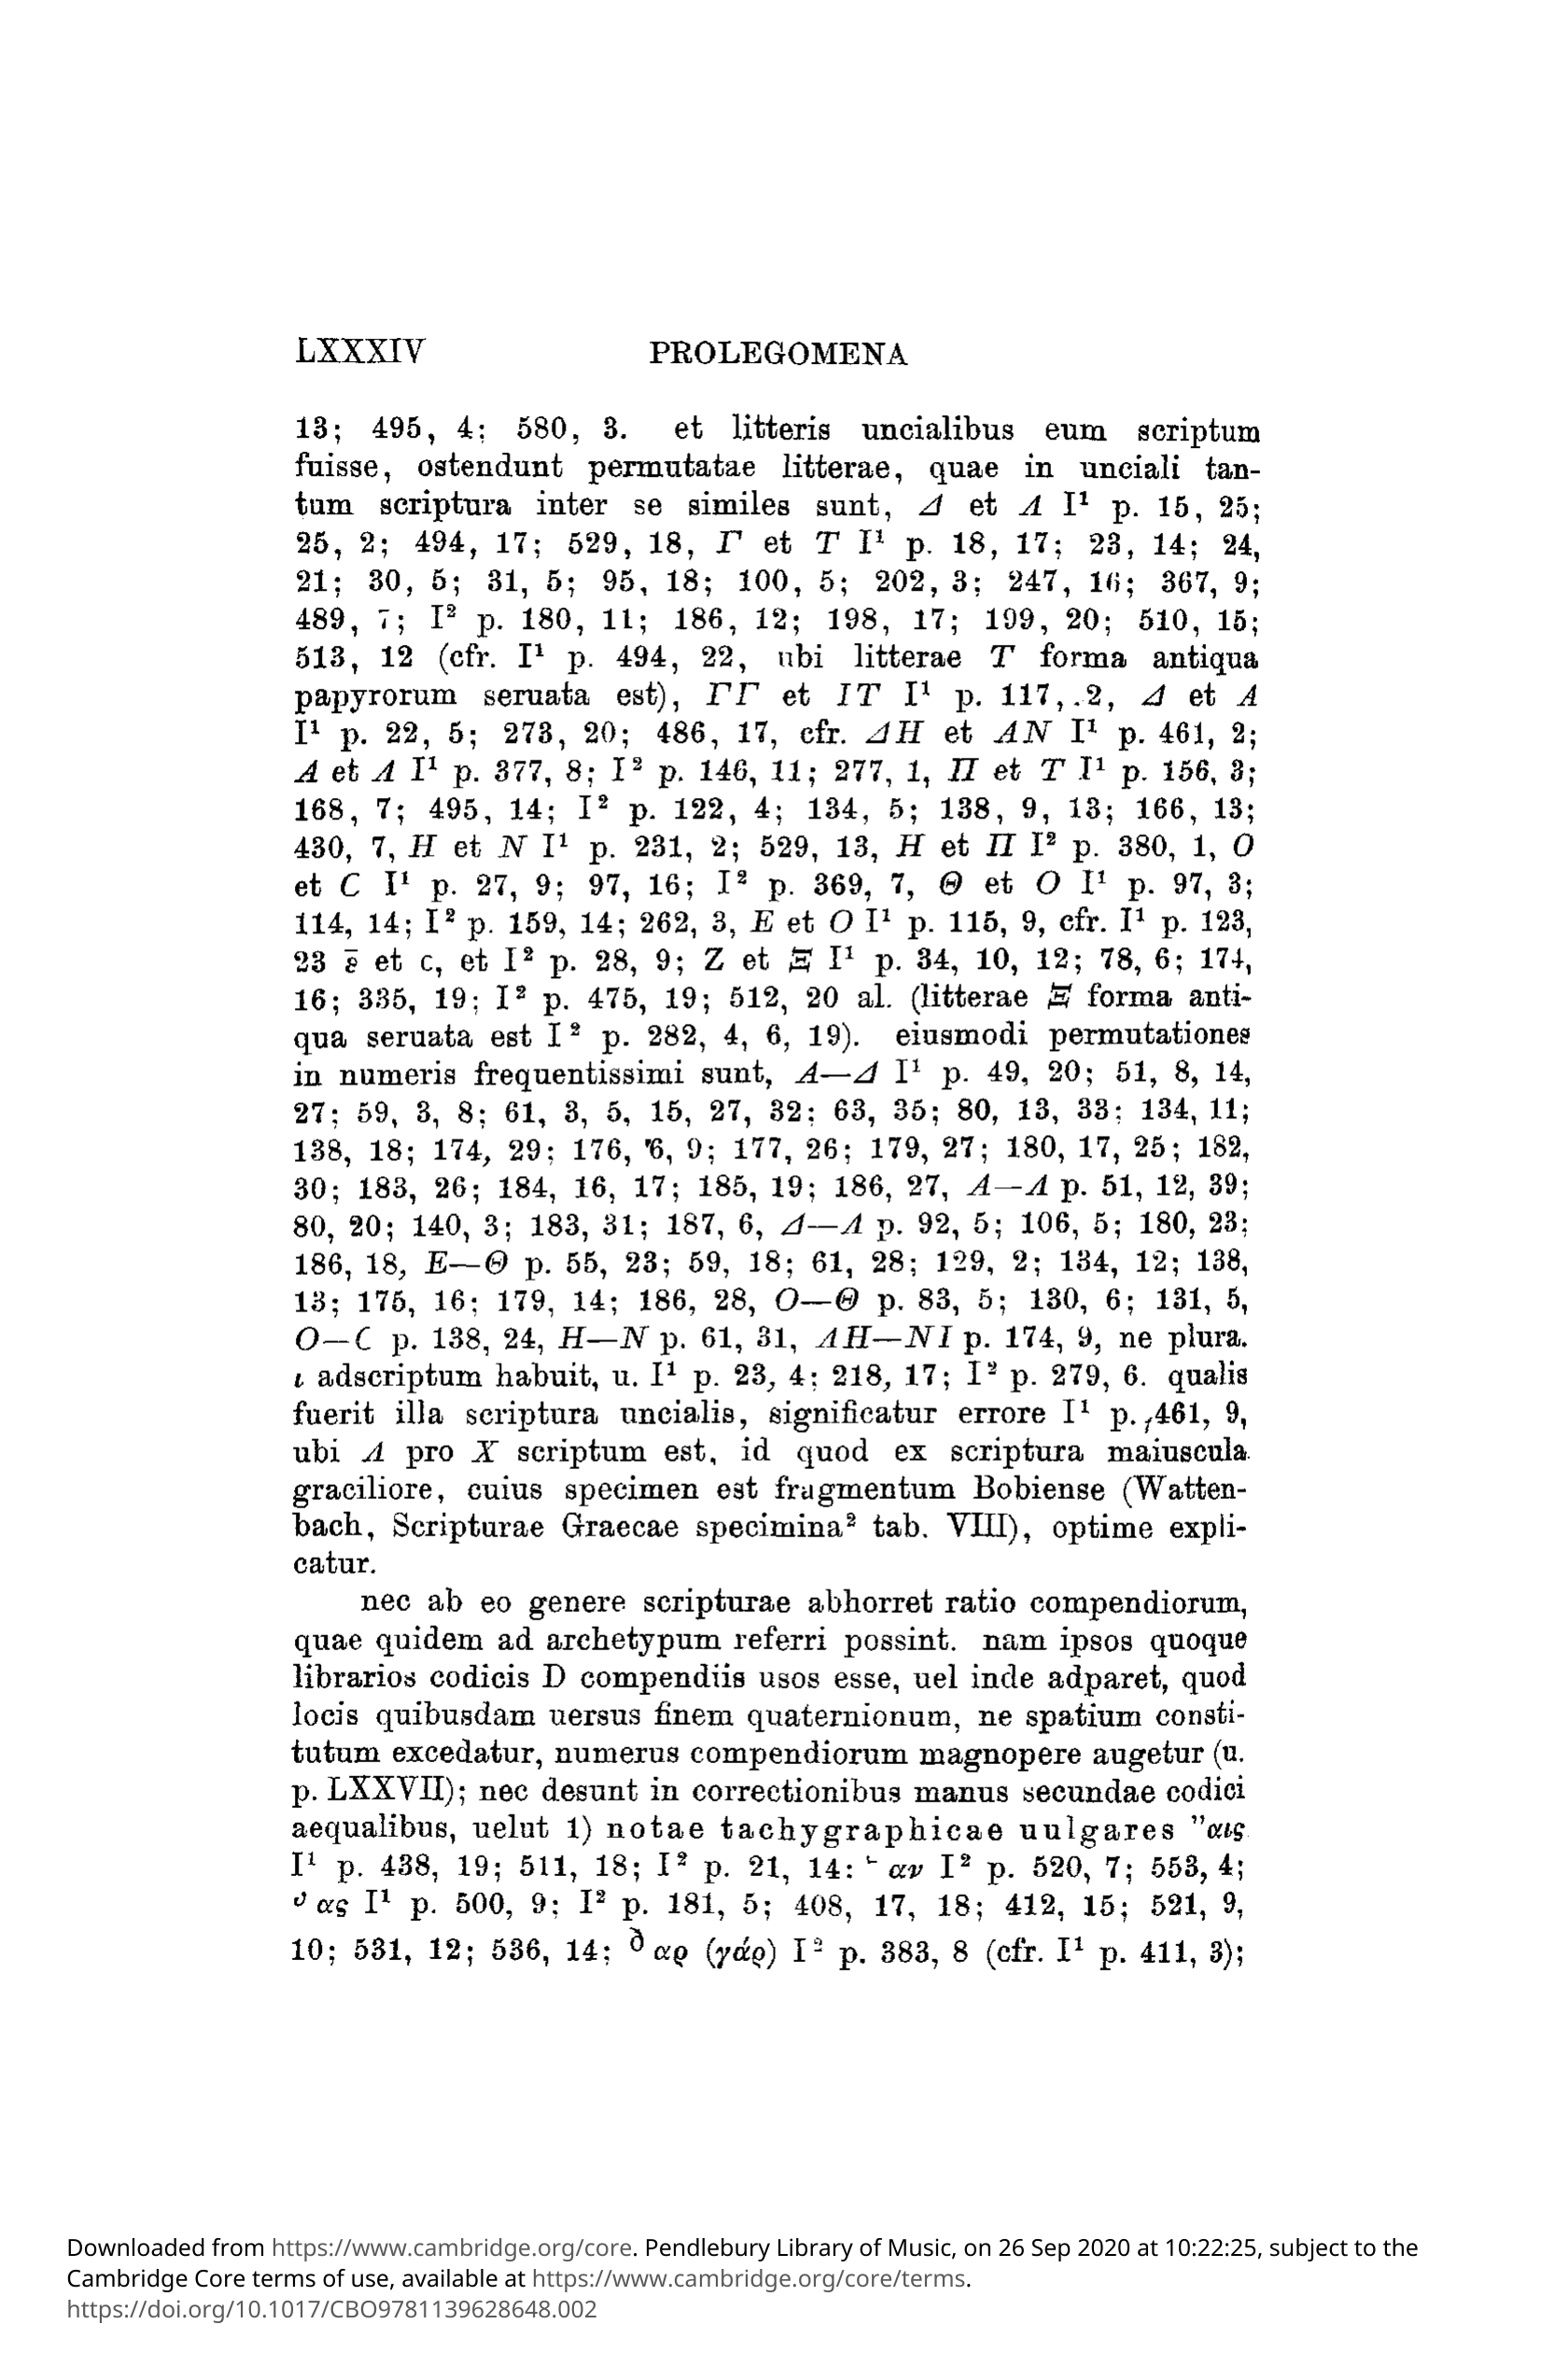 LXXXIV PROLEGOMENA
13; 495, 4; 580, 3. et litteris uncialibus eum scriptum
fuisse, ostendunt permutatae litterae, quae in unciali tan-
tum scriptura inter se similes sunt, Δ et Λ I¹ p. 15, 25;
25, 2; 494, 17; 529, 18, Γ et Τ I¹ p. 18, 17; 23, 14; 24,
21; 30, 5; 31, 5; 95, 18; 100, 5; 202, 3; 247, 16; 367, 9;
489, 7; I² p. 180, 11; 186, 12; 198, 17; 199, 20; 510, 15;
513, 12 (cfr. I¹ p. 494, 22, ubi litterae Τ forma antiqua
papyrorum seruata est), ΓΓ et ΙΤ I¹ p. 117, 2, Δ et Α
I¹ p. 22, 5; 273, 20; 486, 17, cfr. ΔΗ et ΑΝ I¹ p. 461, 2;
Α et Λ I¹ p. 377, 8; I² p. 146, 11; 277, 1, Π et Τ I¹ p. 156, 3;
168, 7; 495, 14; I² p. 122, 4; 134, 5; 138, 9, 13; 166, 13;
430, 7, Η et Ν I¹ p. 231, 2; 529, 13, Η et Π I² p. 380, 1, Ο
et C I¹ p. 27, 9; 97, 16; I² p. 369, 7, Θ et Ο I¹ p. 97, 3;
114, 14; I² p. 159, 14; 262, 3, Ε et Ο I¹ p. 115, 9, cfr. I¹ p. 123,
23 ε̄ et c, et I² p. 28, 9; Ζ et Ξ I¹ p. 34, 10, 12; 78, 6; 174,
16; 335, 19; I² p. 475, 19; 512, 20 al. (litterae Ξ forma anti-
qua seruata est I² p. 282, 4, 6, 19). eiusmodi permutationes
in numeris frequentissimi sunt, Α—Δ I¹ p. 49, 20; 51, 8, 14,
27; 59, 3, 8; 61, 3, 5, 15, 27, 32; 63, 35; 80, 13, 33; 134, 11;
138, 18; 174, 29; 176, 6, 9; 177, 26; 179, 27; 180, 17, 25; 182,
30; 183, 26; 184, 16, 17; 185, 19; 186, 27, Α—Λ p. 51, 12, 39;
80, 20; 140, 3; 183, 31; 187, 6, Δ—Λ p. 92, 5; 106, 5; 180, 23;
186, 18, Ε—Θ p. 55, 23; 59, 18; 61, 28; 129, 2; 134, 12; 138,
13; 175, 16; 179, 14; 186, 28, Ο—Θ p. 83, 5; 130, 6; 131, 5,
Ο—C p. 138, 24, Η—Ν p. 61, 31, ΛΗ—ΝΙ p. 174, 9, ne plura.
ι adscriptum habuit, u. I¹ p. 23, 4; 218, 17; I² p. 279, 6. qualis
fuerit illa scriptura uncialis, significatur errore I¹ p. 461, 9,
ubi Λ pro Χ scriptum est, id quod ex scriptura maiuscula
graciliore, cuius specimen est fragmentum Bobiense (Watten-
bach, Scripturae Graecae specimina² tab. VIII), optime expli-
catur.
nec ab eo genere scripturae abhorret ratio compendiorum,
quae quidem ad archetypum referri possint. nam ipsos quoque
librarios codicis D compendiis usos esse, uel inde adparet, quod
locis quibusdam uersus finem quaternionum, ne spatium consti-
tutum excedatur, numerus compendiorum magnopere augetur (u.
p. LXXVII); nec desunt in correctionibus manus secundae codici
aequalibus, uelut 1) notae tachygraphicae uulgares "αις
I¹ p. 438, 19; 511, 18; I² p. 21, 14: αν I² p. 520, 7; 553, 4;
ας I¹ p. 500, 9; I² p. 181, 5; 408, 17, 18; 412, 15; 521, 9,
10; 531, 12; 536, 14; αρ (γάρ) I² p. 383, 8 (cfr. I¹ p. 411, 3);
Downloaded from https://www.cambridge.org/core. Pendlebury Library of Music, on 26 Sep 2020 at 10:22:25, subject to the
Cambridge Core terms of use, available at https://www.cambridge.org/core/terms.
https://doi.org/10.1017/CBO9781139628648.002